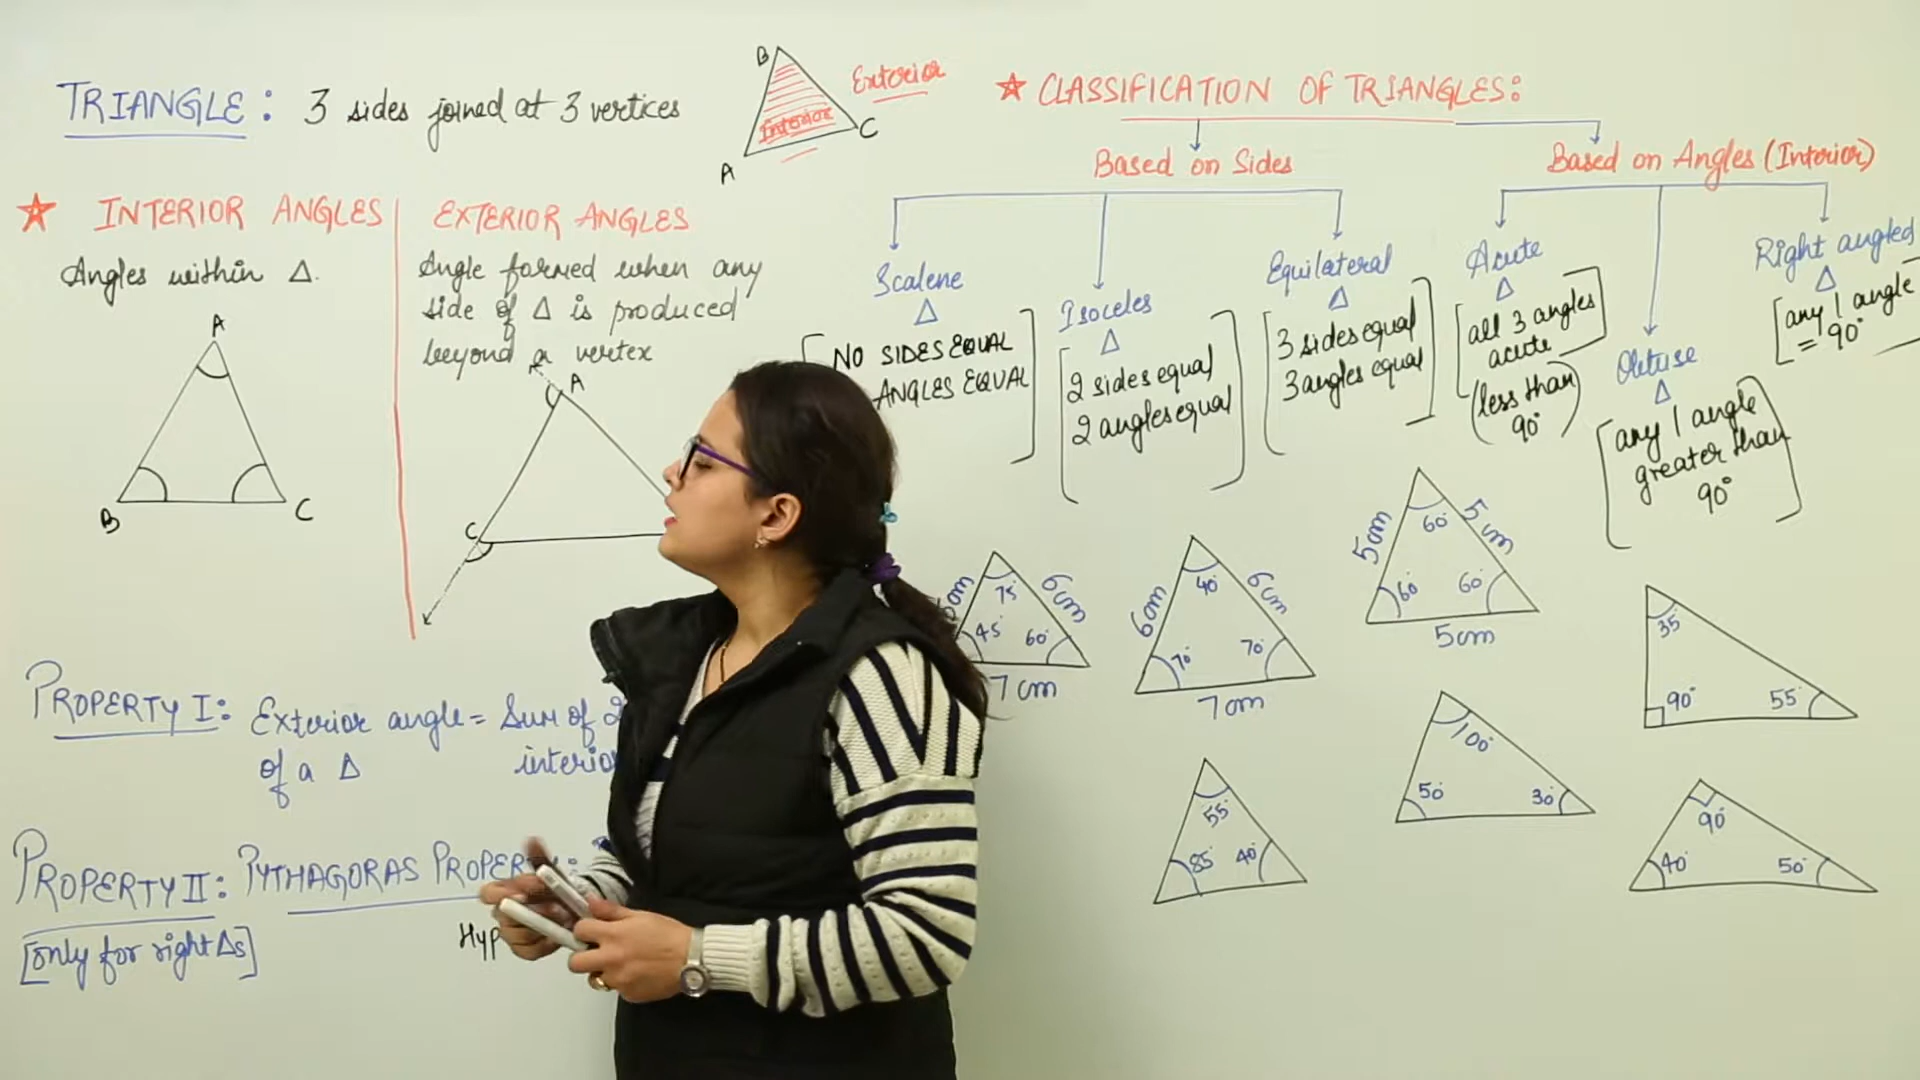 TRIANGLE: 3 sides joined at 3 vertices
B
Exterior
Interior
C
A
INTERIOR ANGLES
Angles within Δ.
A
B
C
EXTERIOR ANGLES
Angle formed when any
side of Δ is produced
beyond a vertex
A
C
PROPERTY I: Exterior angle = Sum of 2
of a Δ interio
PROPERTY II: PYTHAGORAS PROPER
[only for right Δs]
Hyp
CLASSIFICATION OF TRIANGLES:
Based on Sides
Scalene
Δ
NO SIDES EQUAL
ANGLES EQUAL
Isoceles
Δ
2 sides equal
2 angles equal
Equilateral
Δ
3 sides equal
3 angles equal
Based on Angles (Interior)
Acute
Δ
all 3 angles
acute
(less than
90°)
Obtuse
Δ
any 1 angle
greater than
90°
Right angled
Δ
any 1 angle
= 90°
cm
75°
6cm
45°
60°
7cm
6cm
40°
6cm
70°
70°
7cm
5cm
60°
5cm
60°
60°
5cm
35°
90°
55°
55°
85°
40°
100°
50°
30°
90°
40°
50°